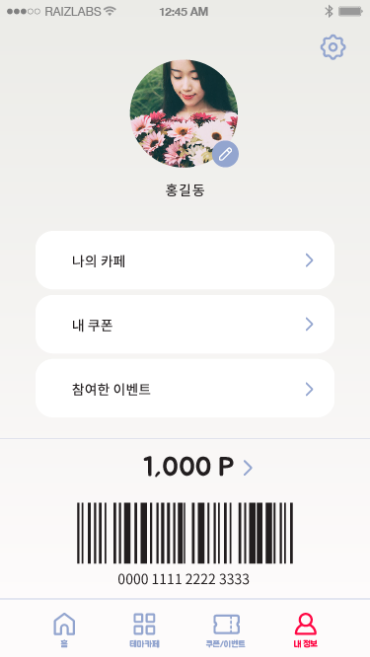 RAIZLABS 12:45 AM
홍길동
나의 카페
내 쿠폰
참여한 이벤트
1,000 P
0000 1111 2222 3333
홈 테마카페 쿠폰/이벤트 내 정보